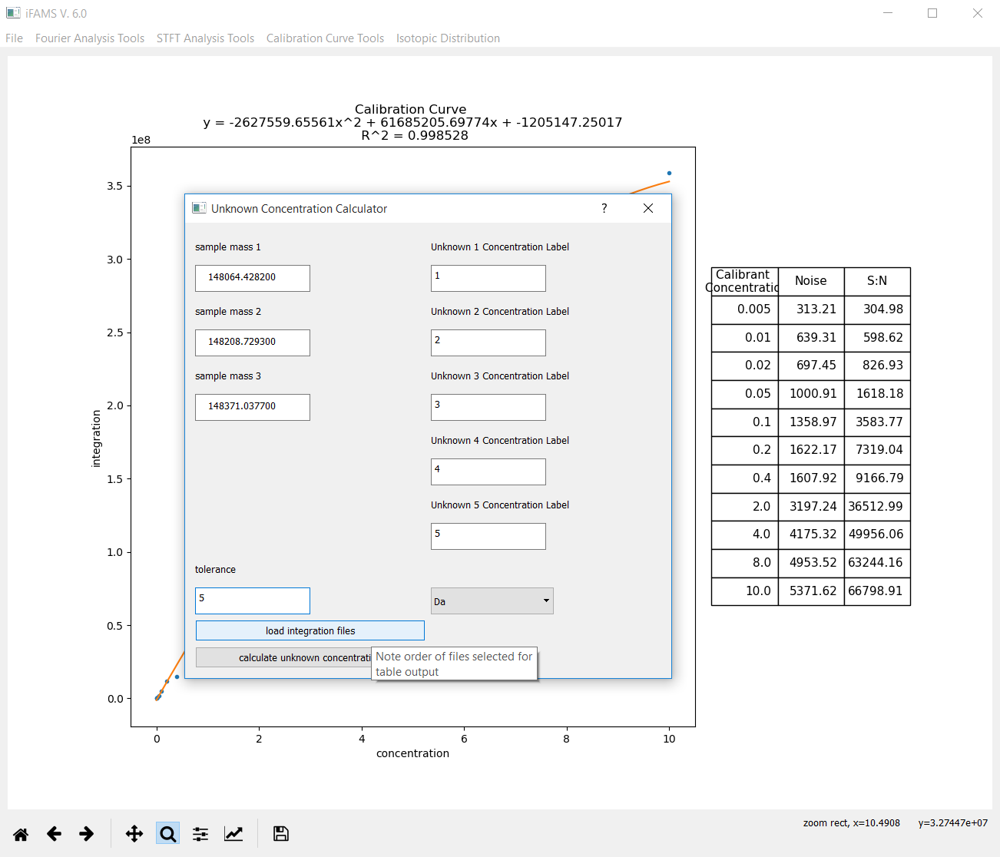 iFAMS V. 6.0
File Fourier Analysis Tools STFT Analysis Tools Calibration Curve Tools Isotopic Distribution
Calibration Curve
y = -2627559.65561x^2 + 61685205.69774x + -1205147.25017
R^2 = 0.998528
1e8
3.5
3.0
2.5
2.0
1.5
1.0
0.5
0.0
integration
0 2 4 6 8 10
concentration
Unknown Concentration Calculator
?
sample mass 1 Unknown 1 Concentration Label
148064.428200 1
sample mass 2 Unknown 2 Concentration Label
148208.729300 2
sample mass 3 Unknown 3 Concentration Label
148371.037700 3
Unknown 4 Concentration Label
4
Unknown 5 Concentration Label
5
tolerance
5 Da
load integration files
calculate unknown concentrati
Note order of files selected for
table output
Calibrant
Concentratio Noise S:N
0.005 313.21 304.98
0.01 639.31 598.62
0.02 697.45 826.93
0.05 1000.91 1618.18
0.1 1358.97 3583.77
0.2 1622.17 7319.04
0.4 1607.92 9166.79
2.0 3197.24 36512.99
4.0 4175.32 49956.06
8.0 4953.52 63244.16
10.0 5371.62 66798.91
zoom rect, x=10.4908 y=3.27447e+07